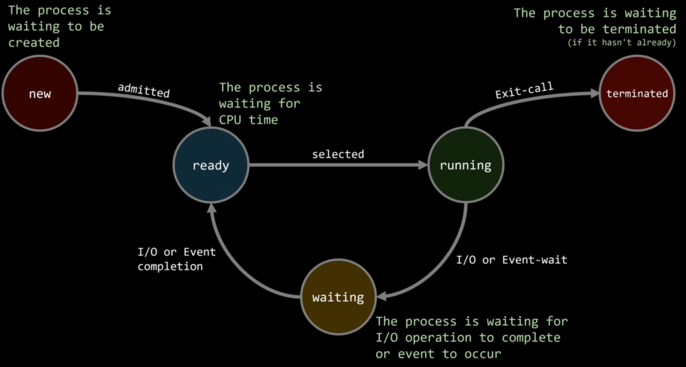 The process is
waiting to be
created
The process is waiting
to be terminated
(if it hasn't already)
new
admitted
The process is
waiting for
CPU time
Exit-call
terminated
ready
selected
running
I/O or Event
completion
I/O or Event-wait
waiting
The process is waiting for
I/O operation to complete
or event to occur